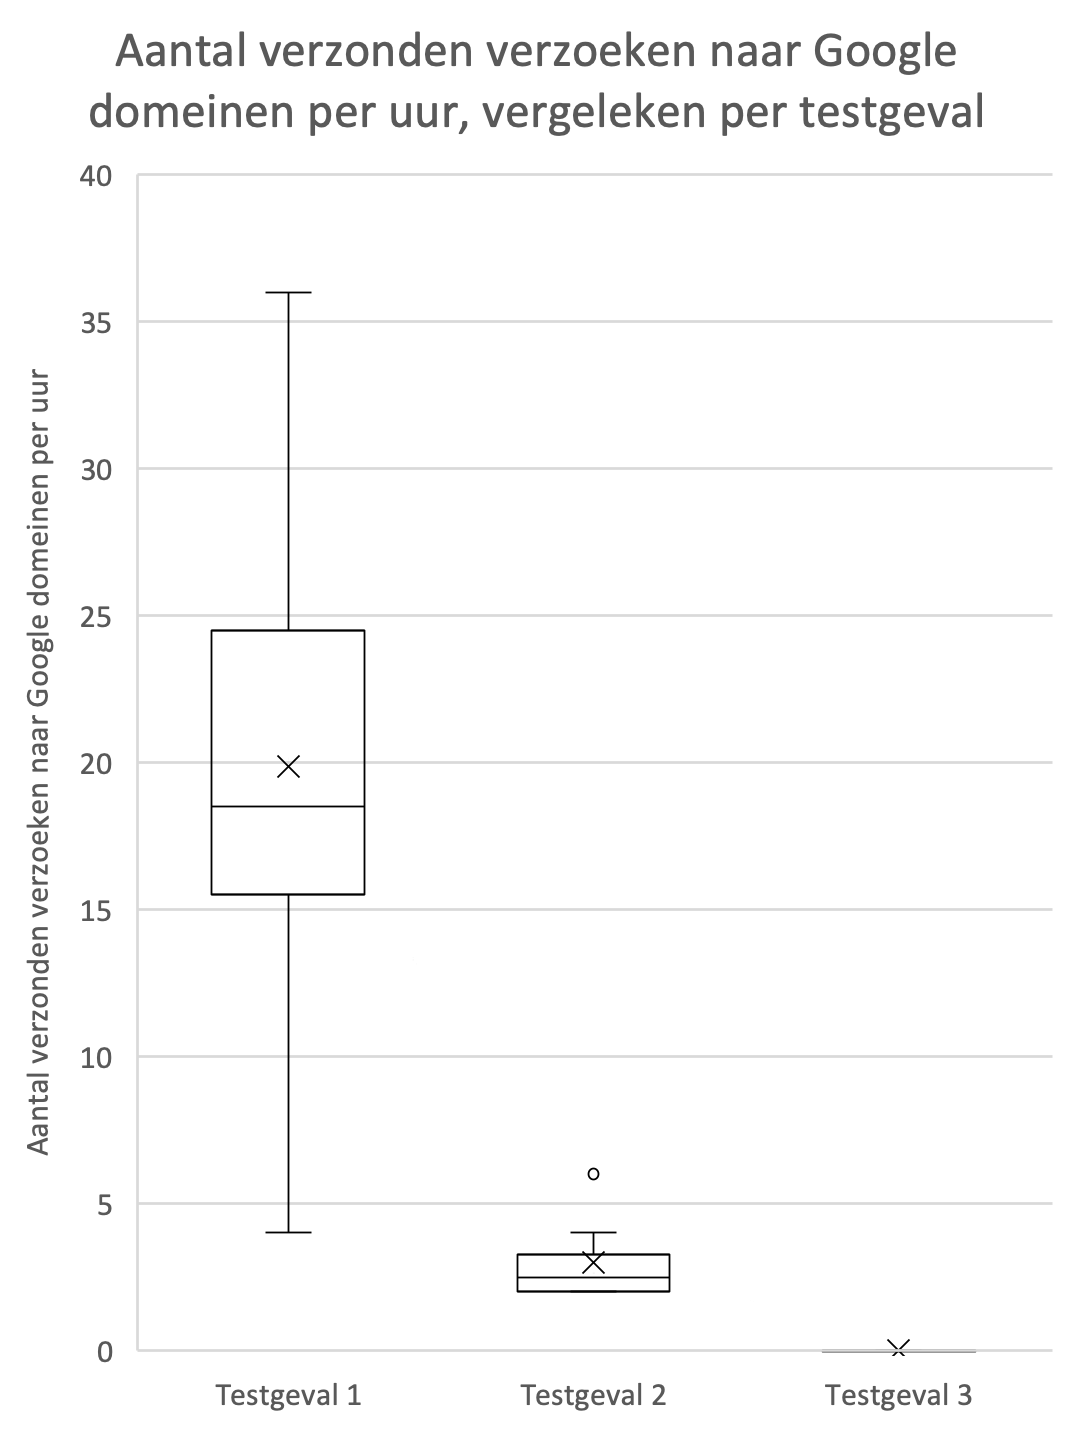 Aantal verzonden verzoeken naar Google
domeinen per uur, vergeleken per testgeval
Aantal verzonden verzoeken naar Google domeinen per uur
40
35
30
25
20
15
10
5
0
Testgeval 1
Testgeval 2
Testgeval 3